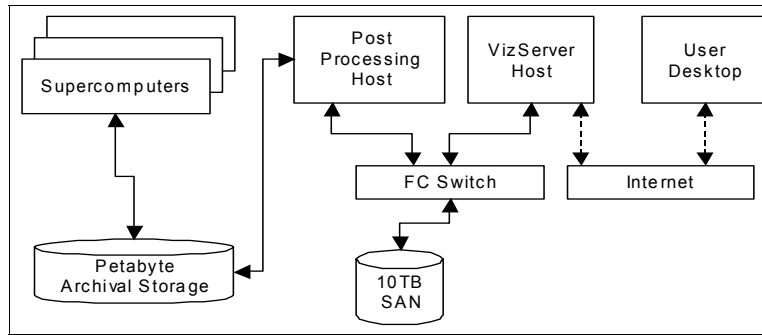 Supercomputers
Post
Processing
Host
VizServer
Host
User
Desktop
FC Switch
Internet
Petabyte
Archival Storage
10TB
SAN